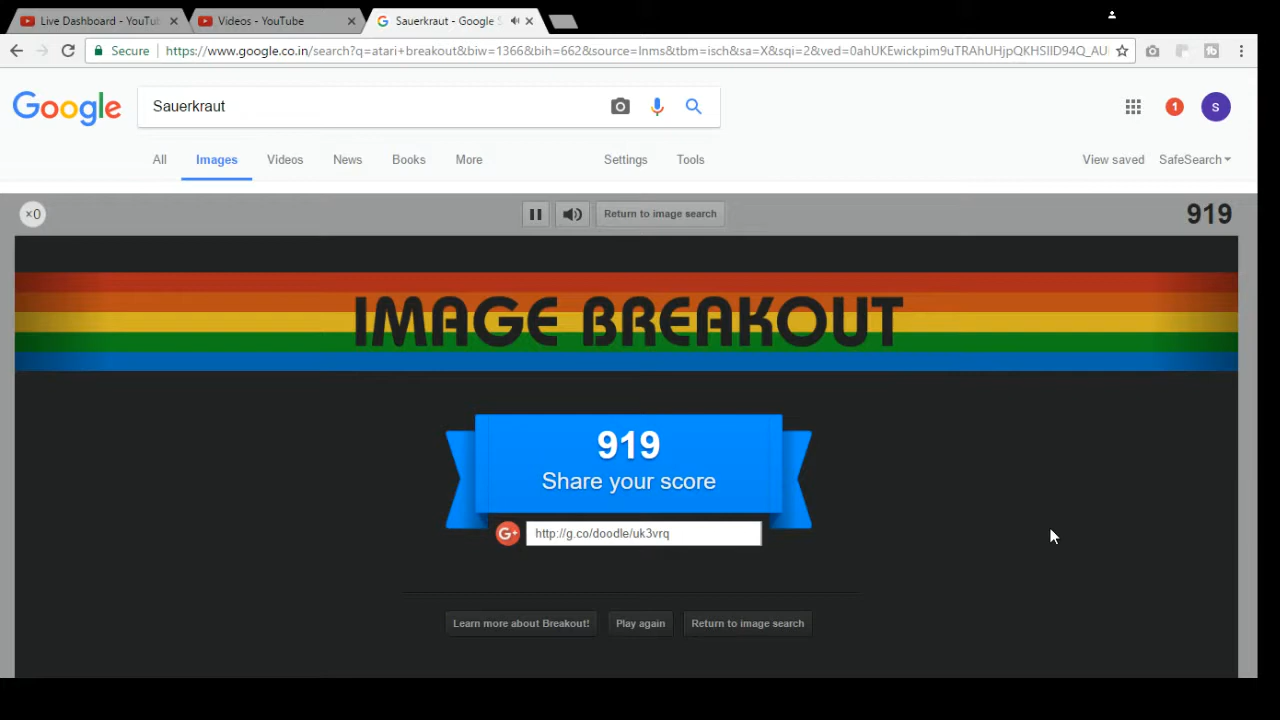 Live Dashboard - YouTu
Videos - YouTube
Sauerkraut - Google S
Secure
https://www.google.co.in/search?q=atari+breakout&biw=1366&bih=662&source=lnms&tbm=isch&sa=X&sqi=2&ved=0ahUKEwickpim9uTRAhUHjpQKHSIID94Q_AU
Google
Sauerkraut
1
S
All
Images
Videos
News
Books
More
Settings
Tools
View saved
SafeSearch
×0
Return to image search
919
IMAGE BREAKOUT
919
Share your score
G+
http://g.co/doodle/uk3vrq
Learn more about Breakout!
Play again
Return to image search